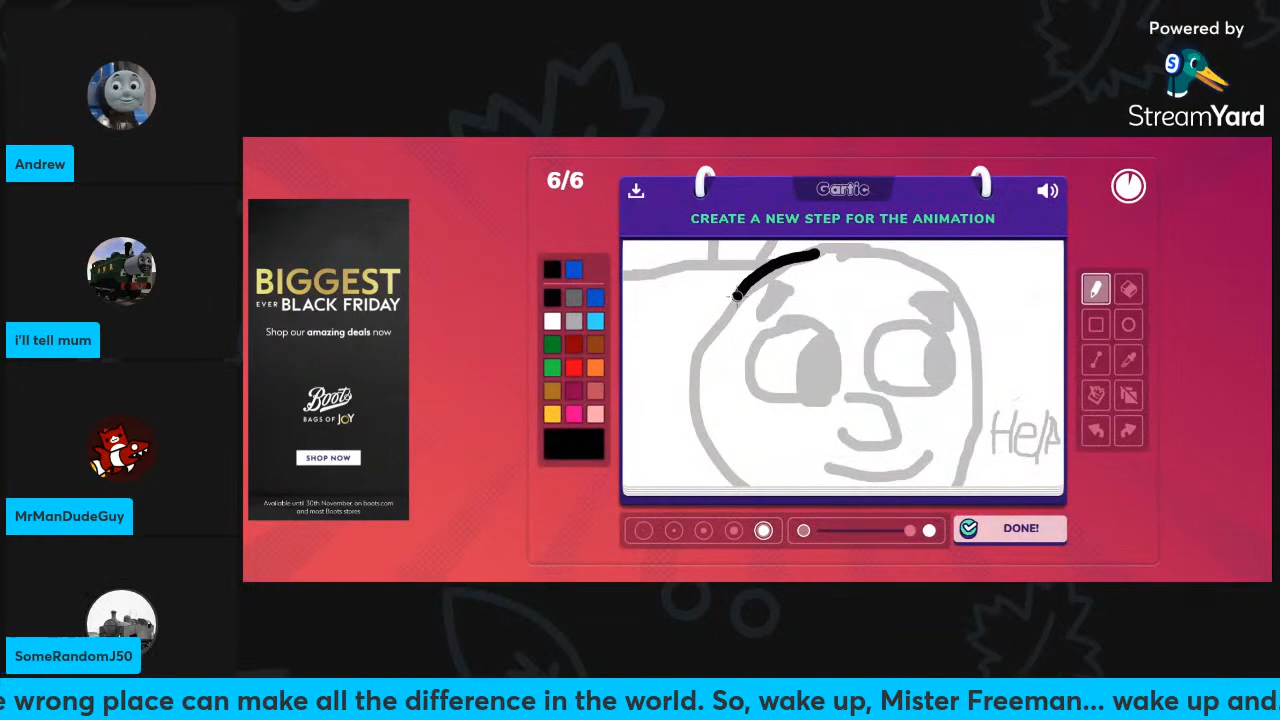 Powered by
StreamYard
Andrew
i'll tell mum
MrManDudeGuy
SomeRandomJ50
BIGGEST
EVER BLACK FRIDAY
Shop our amazing deals now
Boots
BAGS OF JOY
SHOP NOW
Available until 30th November, on boots.com
and most Boots stores
6/6
Gartic
CREATE A NEW STEP FOR THE ANIMATION
Help
DONE!
e wrong place can make all the difference in the world. So, wake up, Mister Freeman... wake up and